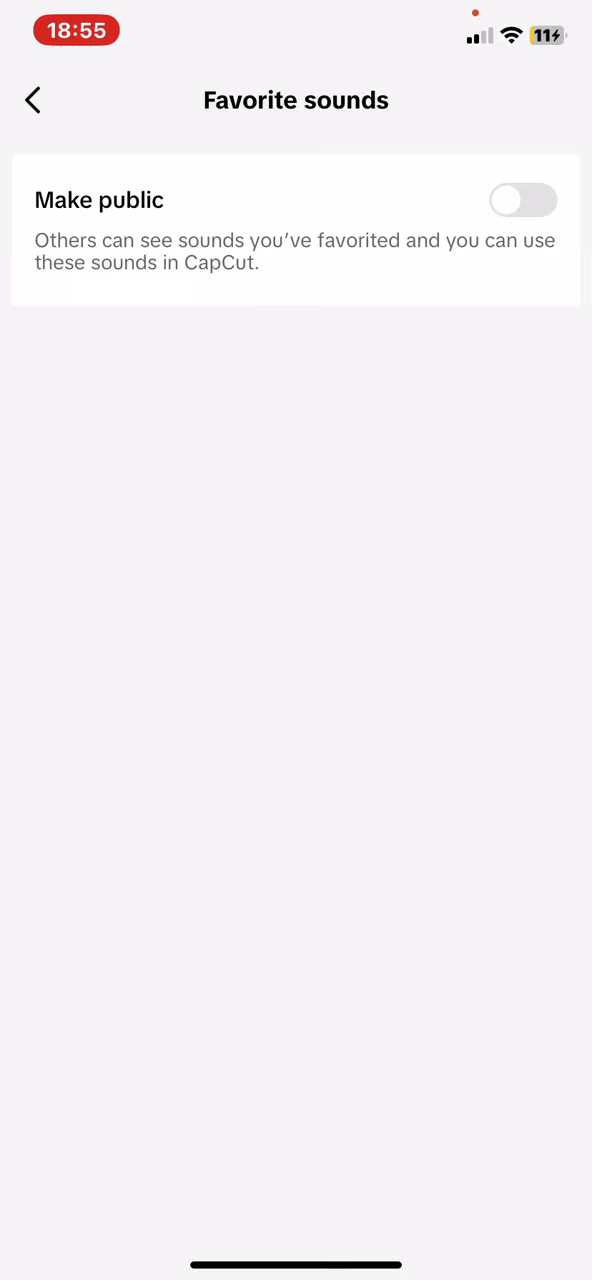 18:55
11
Favorite sounds
Make public
Others can see sounds you’ve favorited and you can use
these sounds in CapCut.